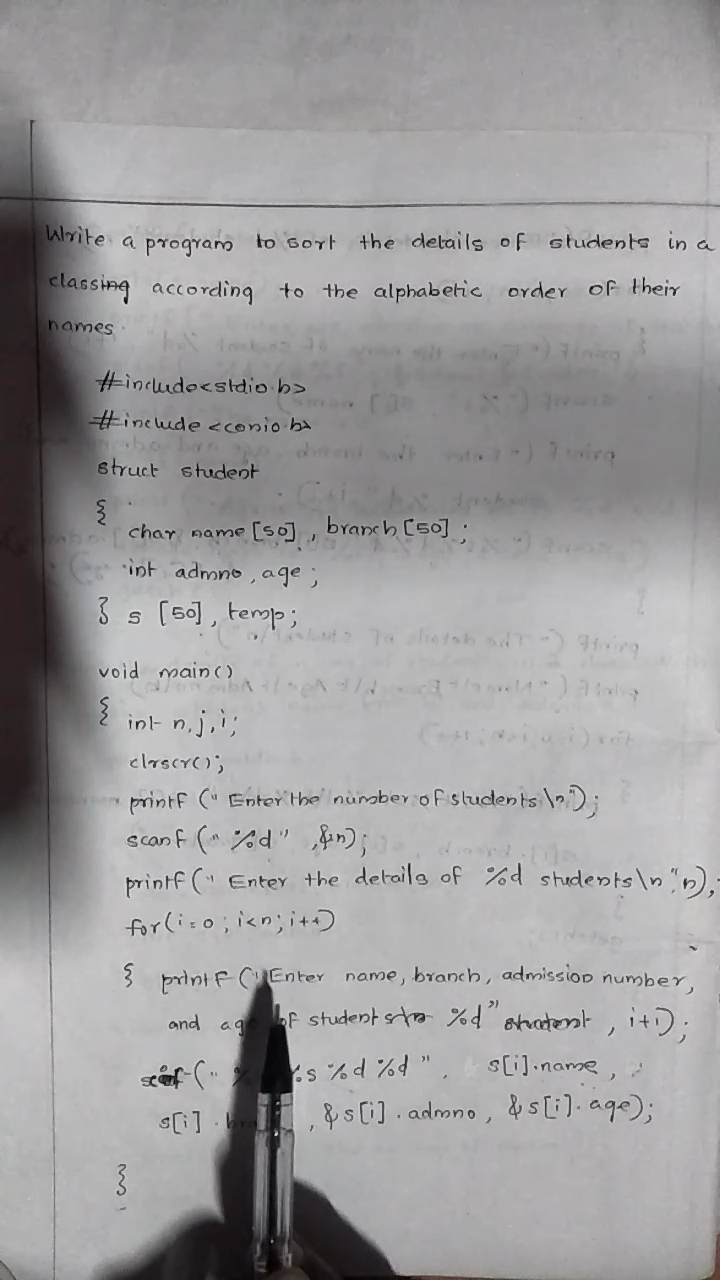 Write a program to sort the details of students in a
classing according to the alphabetic order of their
names.
#include<stdio.h>
#include <conio.h>
struct student
{
char name [50], branch [50];
int admno, age;
} s [50], temp;
void main()
{
int n, j, i;
clrscr();
printf (" Enter the number of students \n");
scanf (" %d" ,&n);
printf (" Enter the details of %d students\n",n);
for(i=0; i<n; i++)
{ printf ("Enter name, branch, admission number,
and age of student %d" student, i+1);
(" %s %d %d ", s[i].name,
s[i]. , &s[i]. admno, &s[i]. age);
}